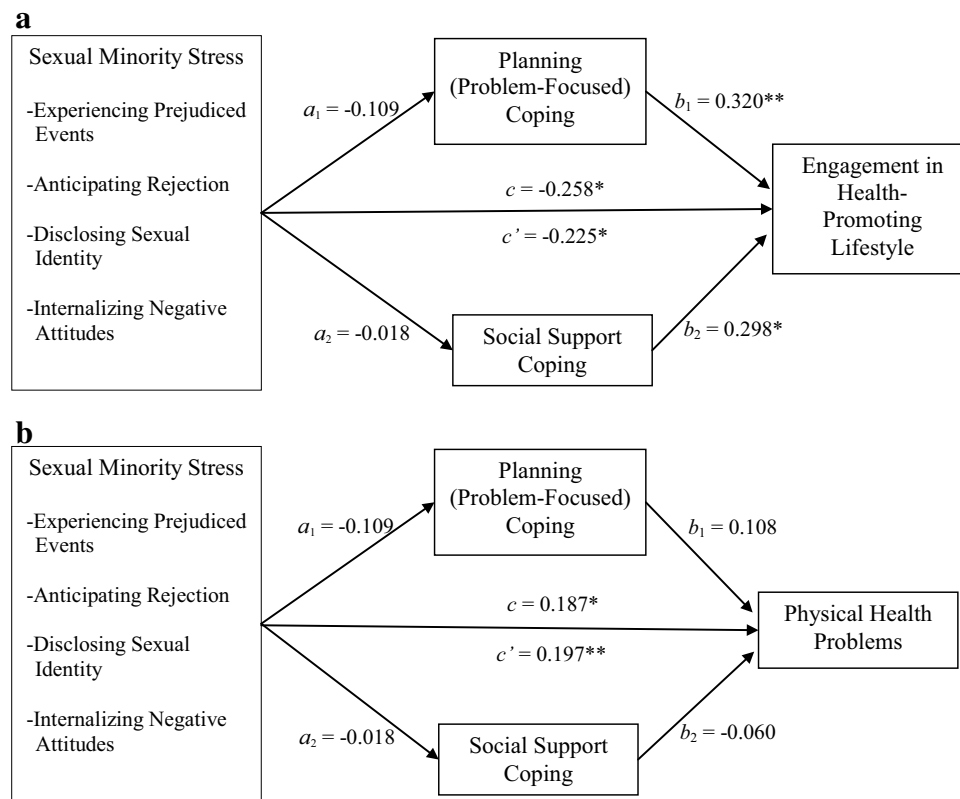 a
Sexual Minority Stress
-Experiencing Prejudiced
Events
-Anticipating Rejection
-Disclosing Sexual
Identity
-Internalizing Negative
Attitudes
a₁ = -0.109
Planning
(Problem-Focused)
Coping
b₁ = 0.320**
c = -0.258*
c’ = -0.225*
Engagement in
Health-
Promoting
Lifestyle
a₂ = -0.018
Social Support
Coping
b₂ = 0.298*
b
Sexual Minority Stress
-Experiencing Prejudiced
Events
-Anticipating Rejection
-Disclosing Sexual
Identity
-Internalizing Negative
Attitudes
a₁ = -0.109
Planning
(Problem-Focused)
Coping
b₁ = 0.108
c = 0.187*
c’ = 0.197**
Physical Health
Problems
a₂ = -0.018
Social Support
Coping
b₂ = -0.060